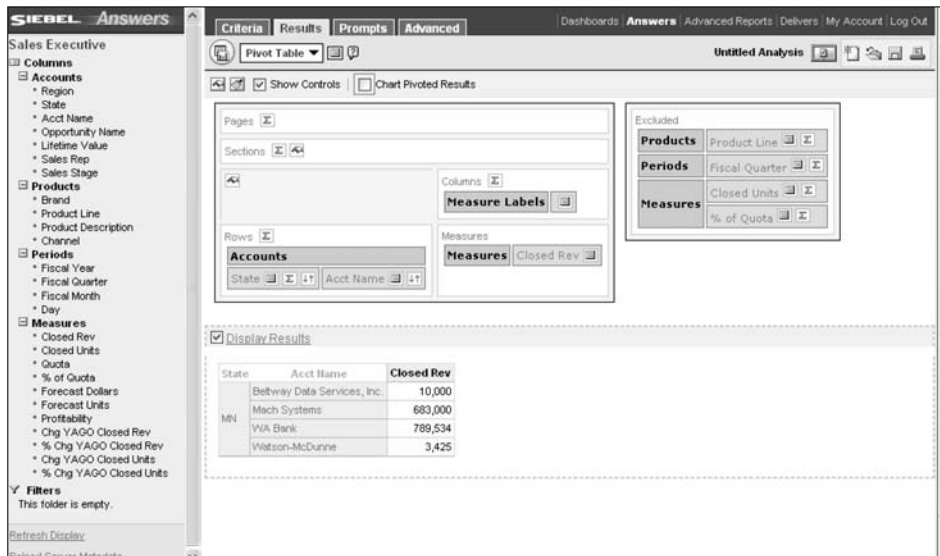 SIEBEL Answers
Sales Executive
Columns
Accounts
Region
State
Acct Name
Opportunity Name
Lifetime Value
Sales Rep
Sales Stage
Products
Brand
Product Line
Product Description
Channel
Periods
Fiscal Year
Fiscal Quarter
Fiscal Month
Day
Measures
Closed Rev
Closed Units
Quota
% of Quota
Forecast Dollars
Forecast Units
Profitability
Chg YAGO Closed Rev
% Chg YAGO Closed Rev
Chg YAGO Closed Units
% Chg YAGO Closed Units
Filters
This folder is empty.
Refresh Display
Reload Server Metadata
Criteria Results Prompts Advanced
Dashboards Answers Advanced Reports Delivers My Account Log Out
Pivot Table
Untitled Analysis
Show Controls Chart Pivoted Results
Pages
Sections
Columns
Measure Labels
Rows
Accounts
State Acct Name
Measures
Measures Closed Rev
Excluded
Products Product Line
Periods Fiscal Quarter
Measures Closed Units
% of Quota
Display Results
State Acct Name Closed Rev
MN Beltway Data Services, Inc. 10,000
Mach Systems 683,000
WA Bank 789,534
Watson-McDunne 3,425